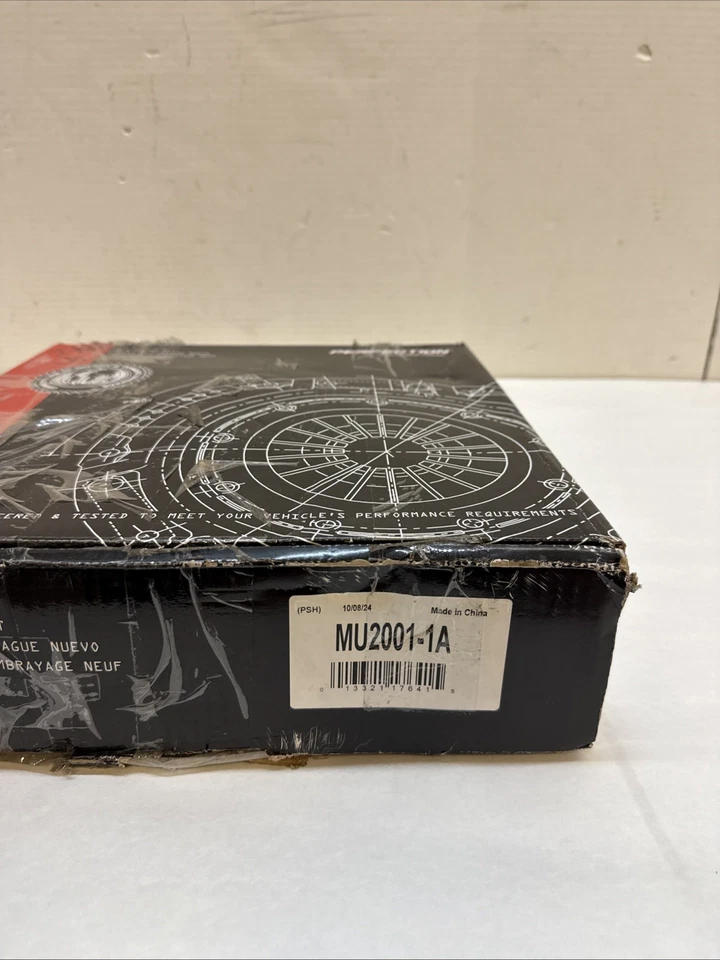 PERFECTION
& TESTED TO MEET YOUR VEHICLE'S PERFORMANCE REQUIREMENTS
(PSH) 10/08/24 Made in China
MU2001-1A
0 13321 17641 5
AGUE NUEVO
MBRAYAGE NEUF